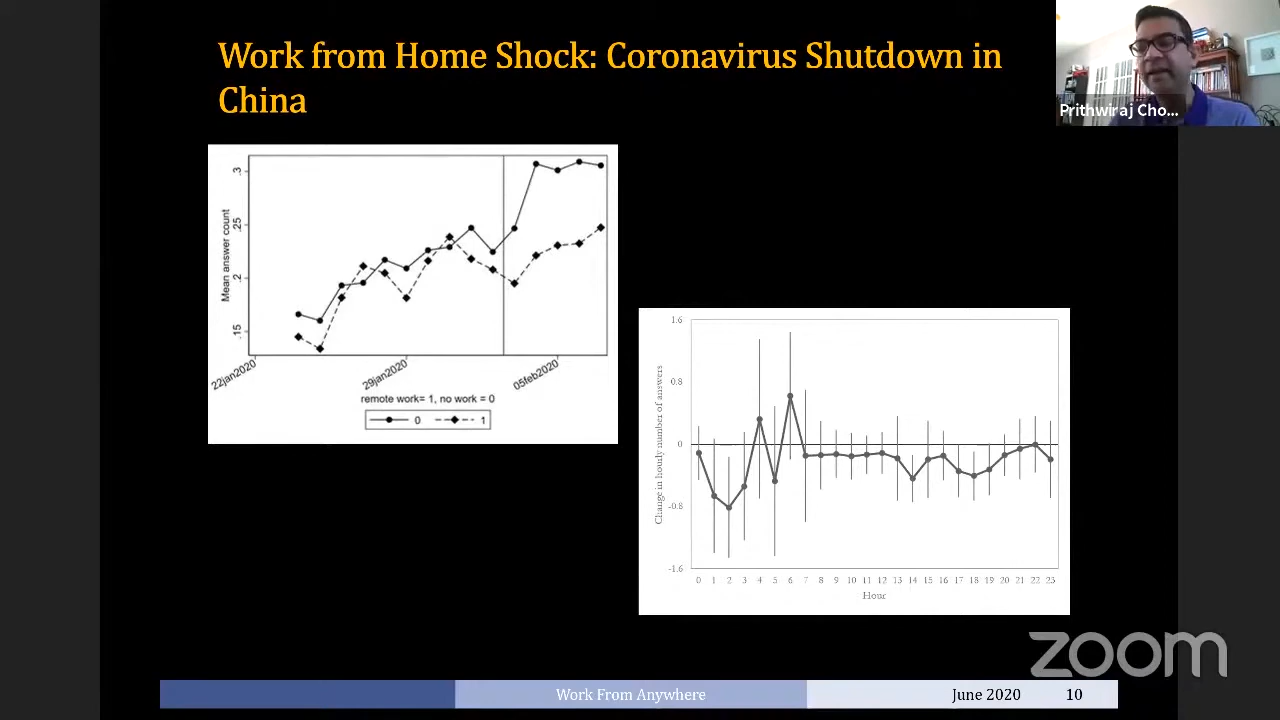 Work from Home Shock: Coronavirus Shutdown in
China
Prithwiraj Cho...
Mean answer count
.3
.25
.2
.15
22jan2020
29jan2020
05feb2020
remote work= 1, no work = 0
0
1
Change in hourly number of answers
1.6
0.8
0
-0.8
-1.6
0 1 2 3 4 5 6 7 8 9 10 11 12 13 14 15 16 17 18 19 20 21 22 23
Hour
zoom
Work From Anywhere
June 2020 10